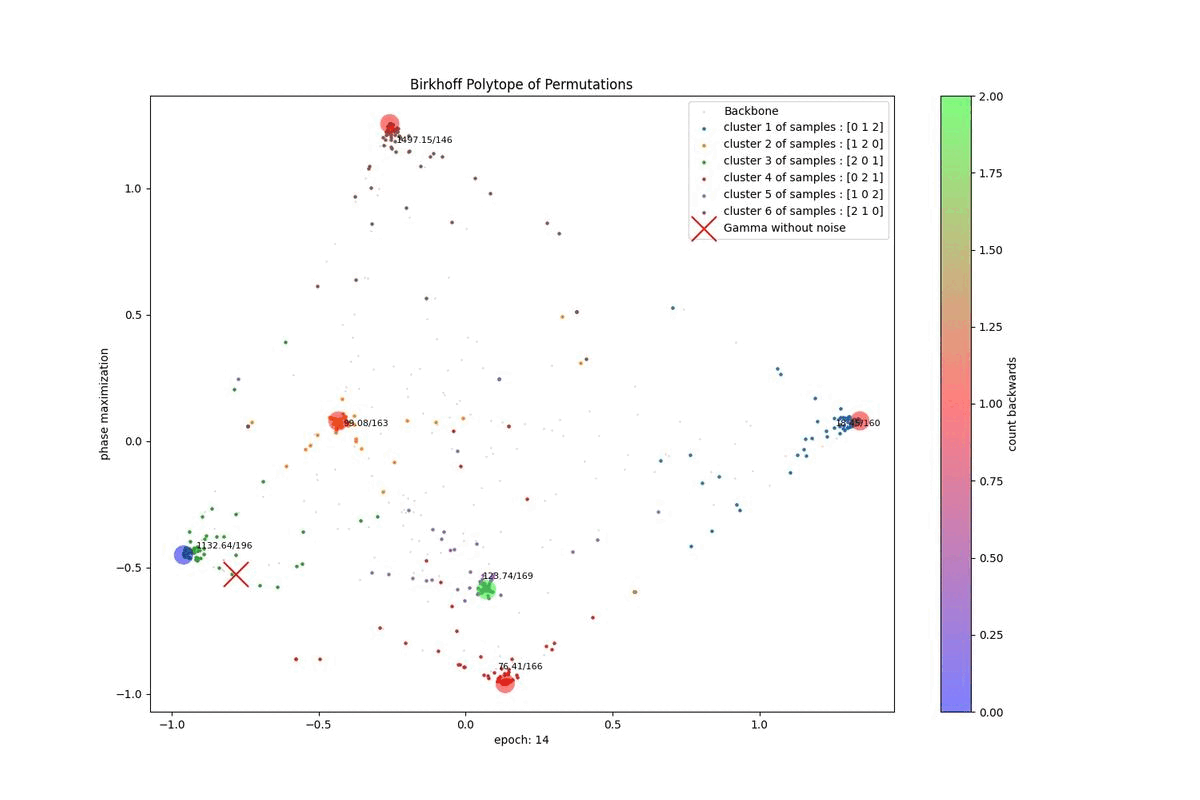 Birkhoff Polytope of Permutations
Backbone
cluster 1 of samples : [0 1 2]
cluster 2 of samples : [1 2 0]
cluster 3 of samples : [2 0 1]
cluster 4 of samples : [0 2 1]
cluster 5 of samples : [1 0 2]
cluster 6 of samples : [2 1 0]
Gamma without noise
1497.15/146
99.08/163
18.45/160
1132.64/196
128.74/169
76.41/166
1.0
0.5
0.0
−0.5
−1.0
phase maximization
−1.0
−0.5
0.0
0.5
1.0
epoch: 14
2.00
1.75
1.50
1.25
1.00
0.75
0.50
0.25
0.00
count backwards